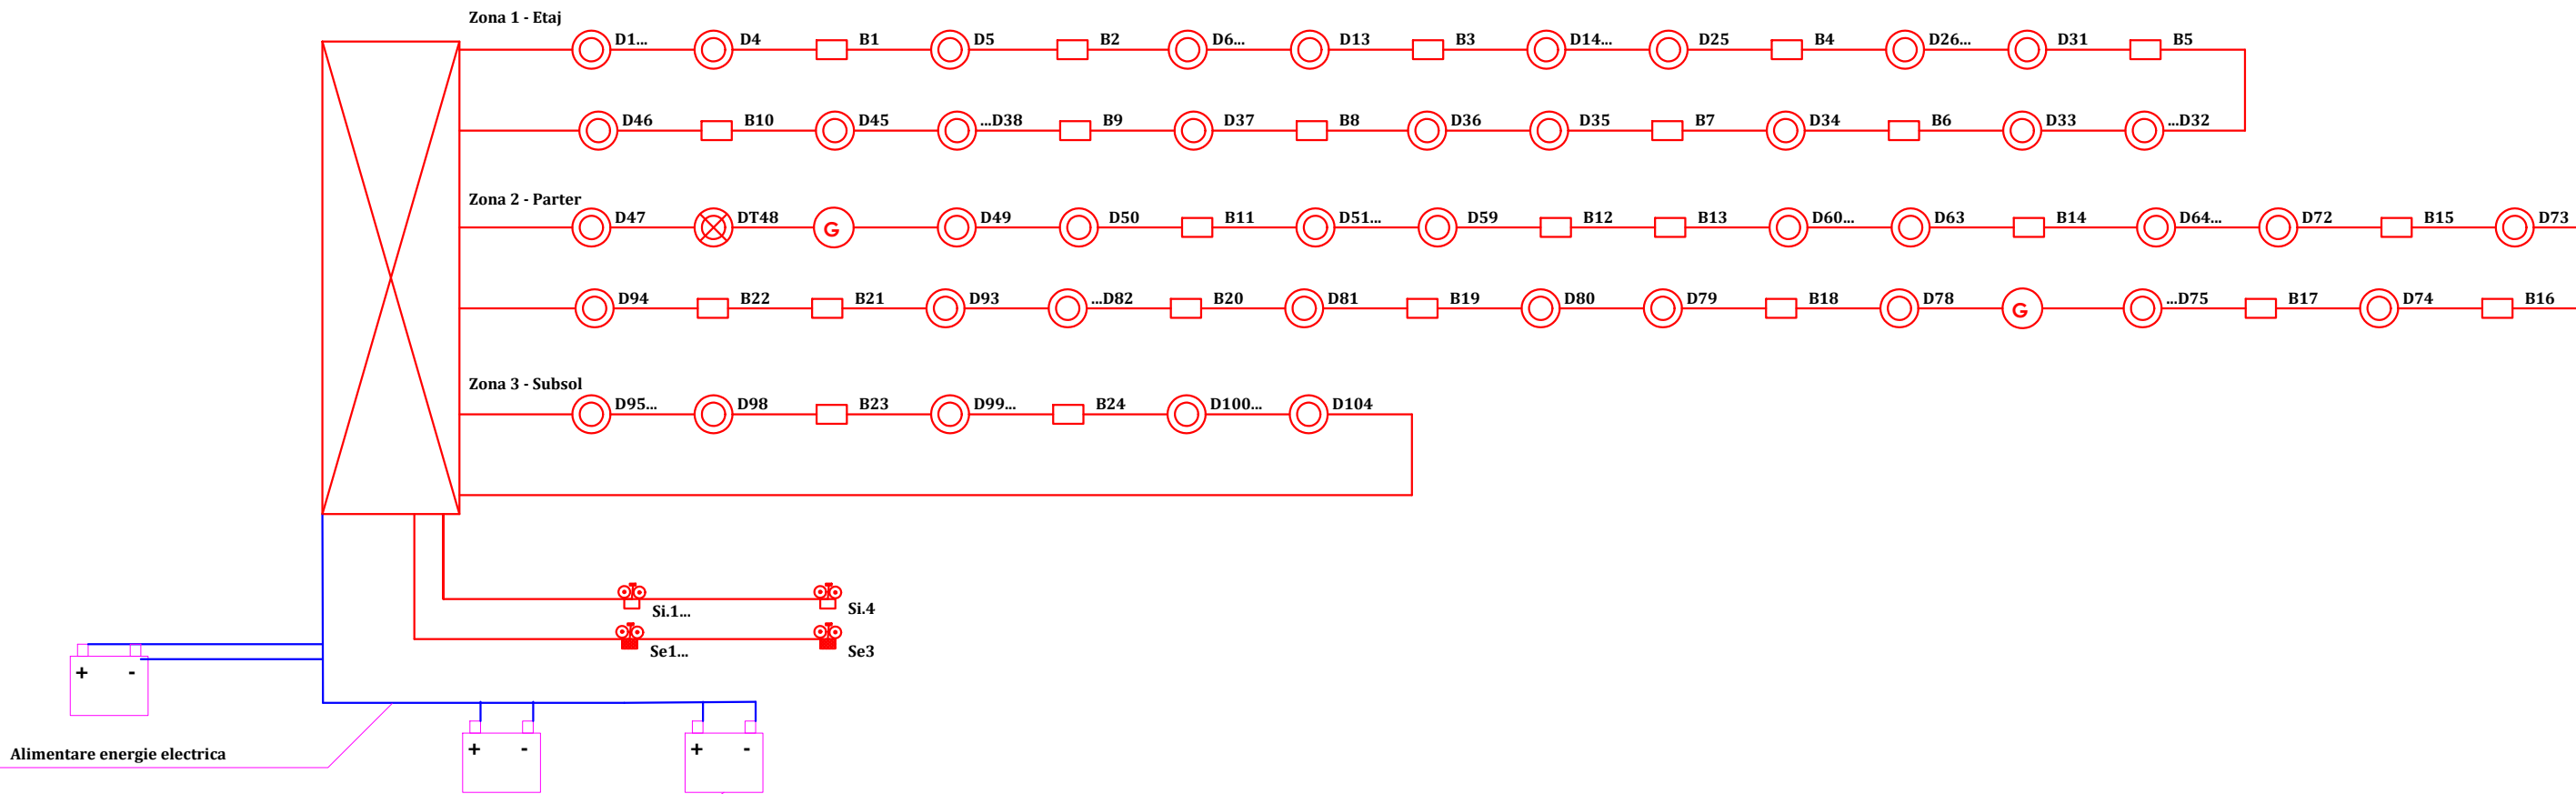 Zona 1 - Etaj
D1... D4 B1 D5 B2 D6... D13 B3 D14... D25 B4 D26... D31 B5
D46 B10 D45 ...D38 B9 D37 B8 D36 D35 B7 D34 B6 D33 ...D32
Zona 2 - Parter
D47 DT48 G D49 D50 B11 D51... D59 B12 B13 D60... D63 B14 D64... D72 B15 D73
D94 B22 B21 D93 ...D82 B20 D81 B19 D80 D79 B18 D78 G ...D75 B17 D74 B16
Zona 3 - Subsol
D95... D98 B23 D99... B24 D100... D104
Si.1... Si.4
Se1... Se3
+ -
+ - + -
Alimentare energie electrica